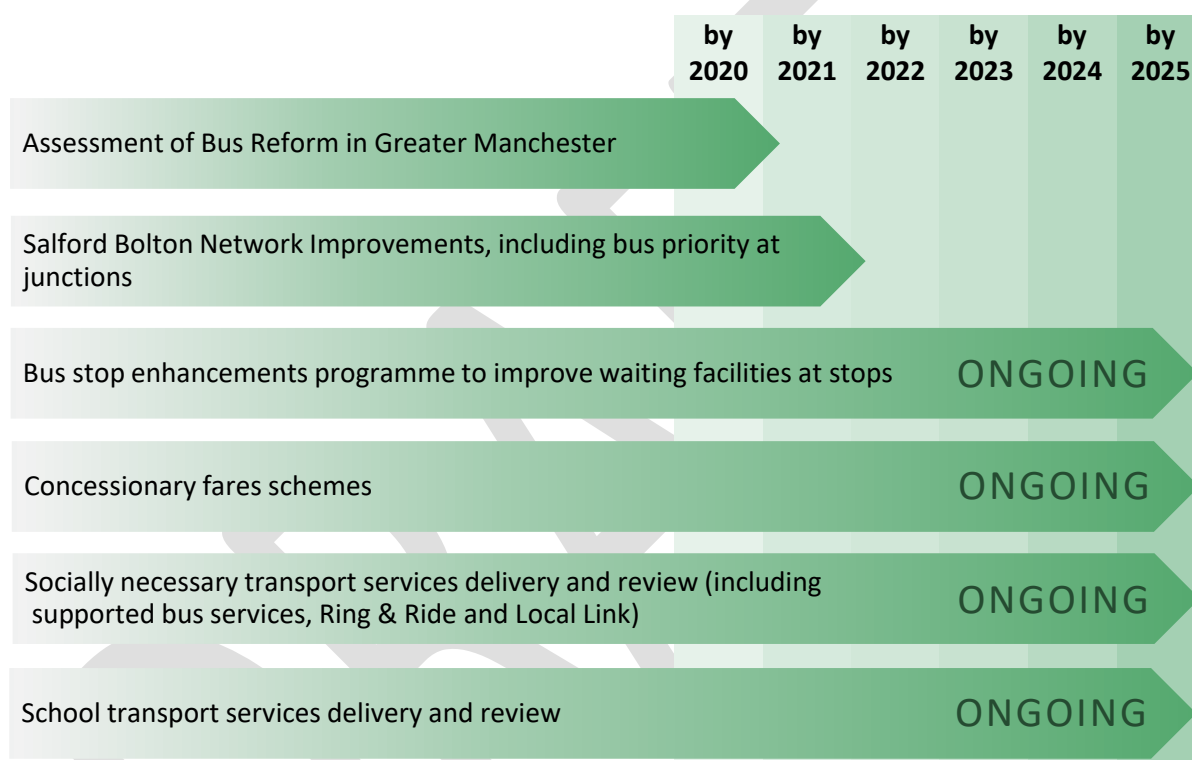 by by by by by by
2020 2021 2022 2023 2024 2025
Assessment of Bus Reform in Greater Manchester
Salford Bolton Network Improvements, including bus priority at
junctions
Bus stop enhancements programme to improve waiting facilities at stops ONGOING
Concessionary fares schemes ONGOING
Socially necessary transport services delivery and review (including
supported bus services, Ring & Ride and Local Link) ONGOING
School transport services delivery and review ONGOING